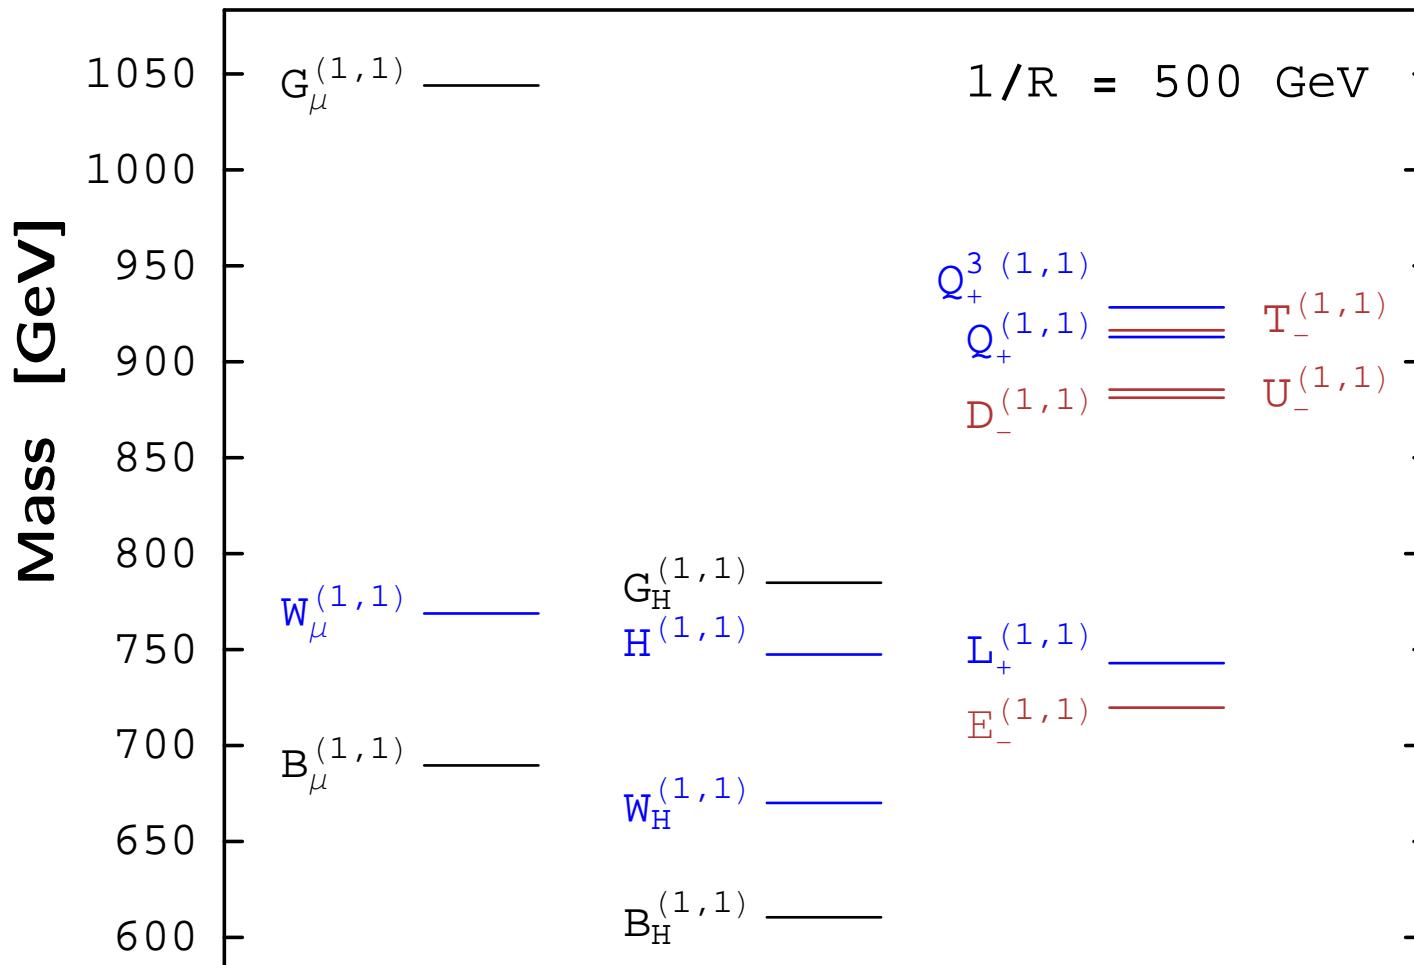 1/R = 500 GeV
Mass [GeV]
1050
1000
950
900
850
800
750
700
650
600
G_μ^(1,1)
W_μ^(1,1)
B_μ^(1,1)
G_H^(1,1)
H^(1,1)
W_H^(1,1)
B_H^(1,1)
Q_+^3 (1,1)
Q_+^(1,1)
D_-^(1,1)
L_+^(1,1)
E_-^(1,1)
T_-^(1,1)
U_-^(1,1)